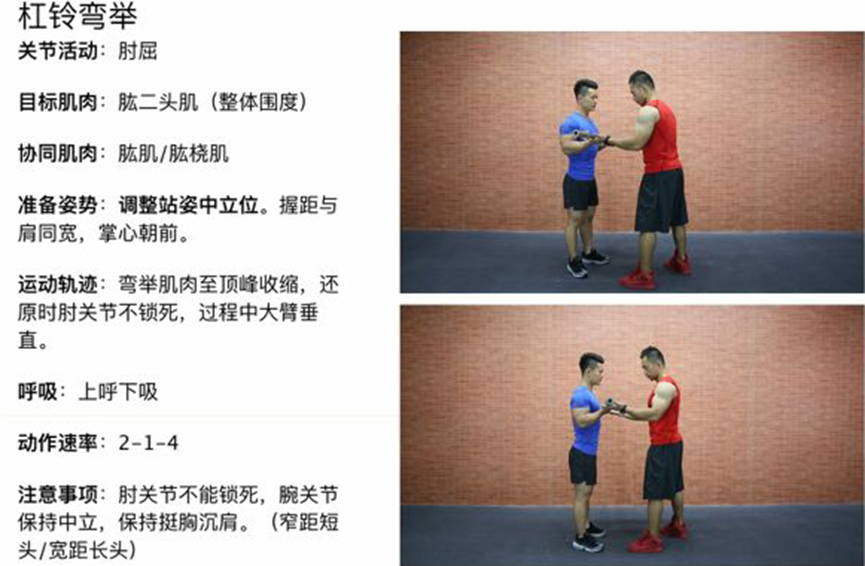 杠铃弯举
关节活动：肘屈
目标肌肉：肱二头肌（整体围度）
协同肌肉：肱肌/肱桡肌
准备姿势：调整站姿中立位。握距与
肩同宽，掌心朝前。
运动轨迹：弯举肌肉至顶峰收缩，还
原时肘关节不锁死，过程中大臂垂
直。
呼吸：上呼下吸
动作速率：2-1-4
注意事项：肘关节不能锁死，腕关节
保持中立，保持挺胸沉肩。（窄距短
头/宽距长头）